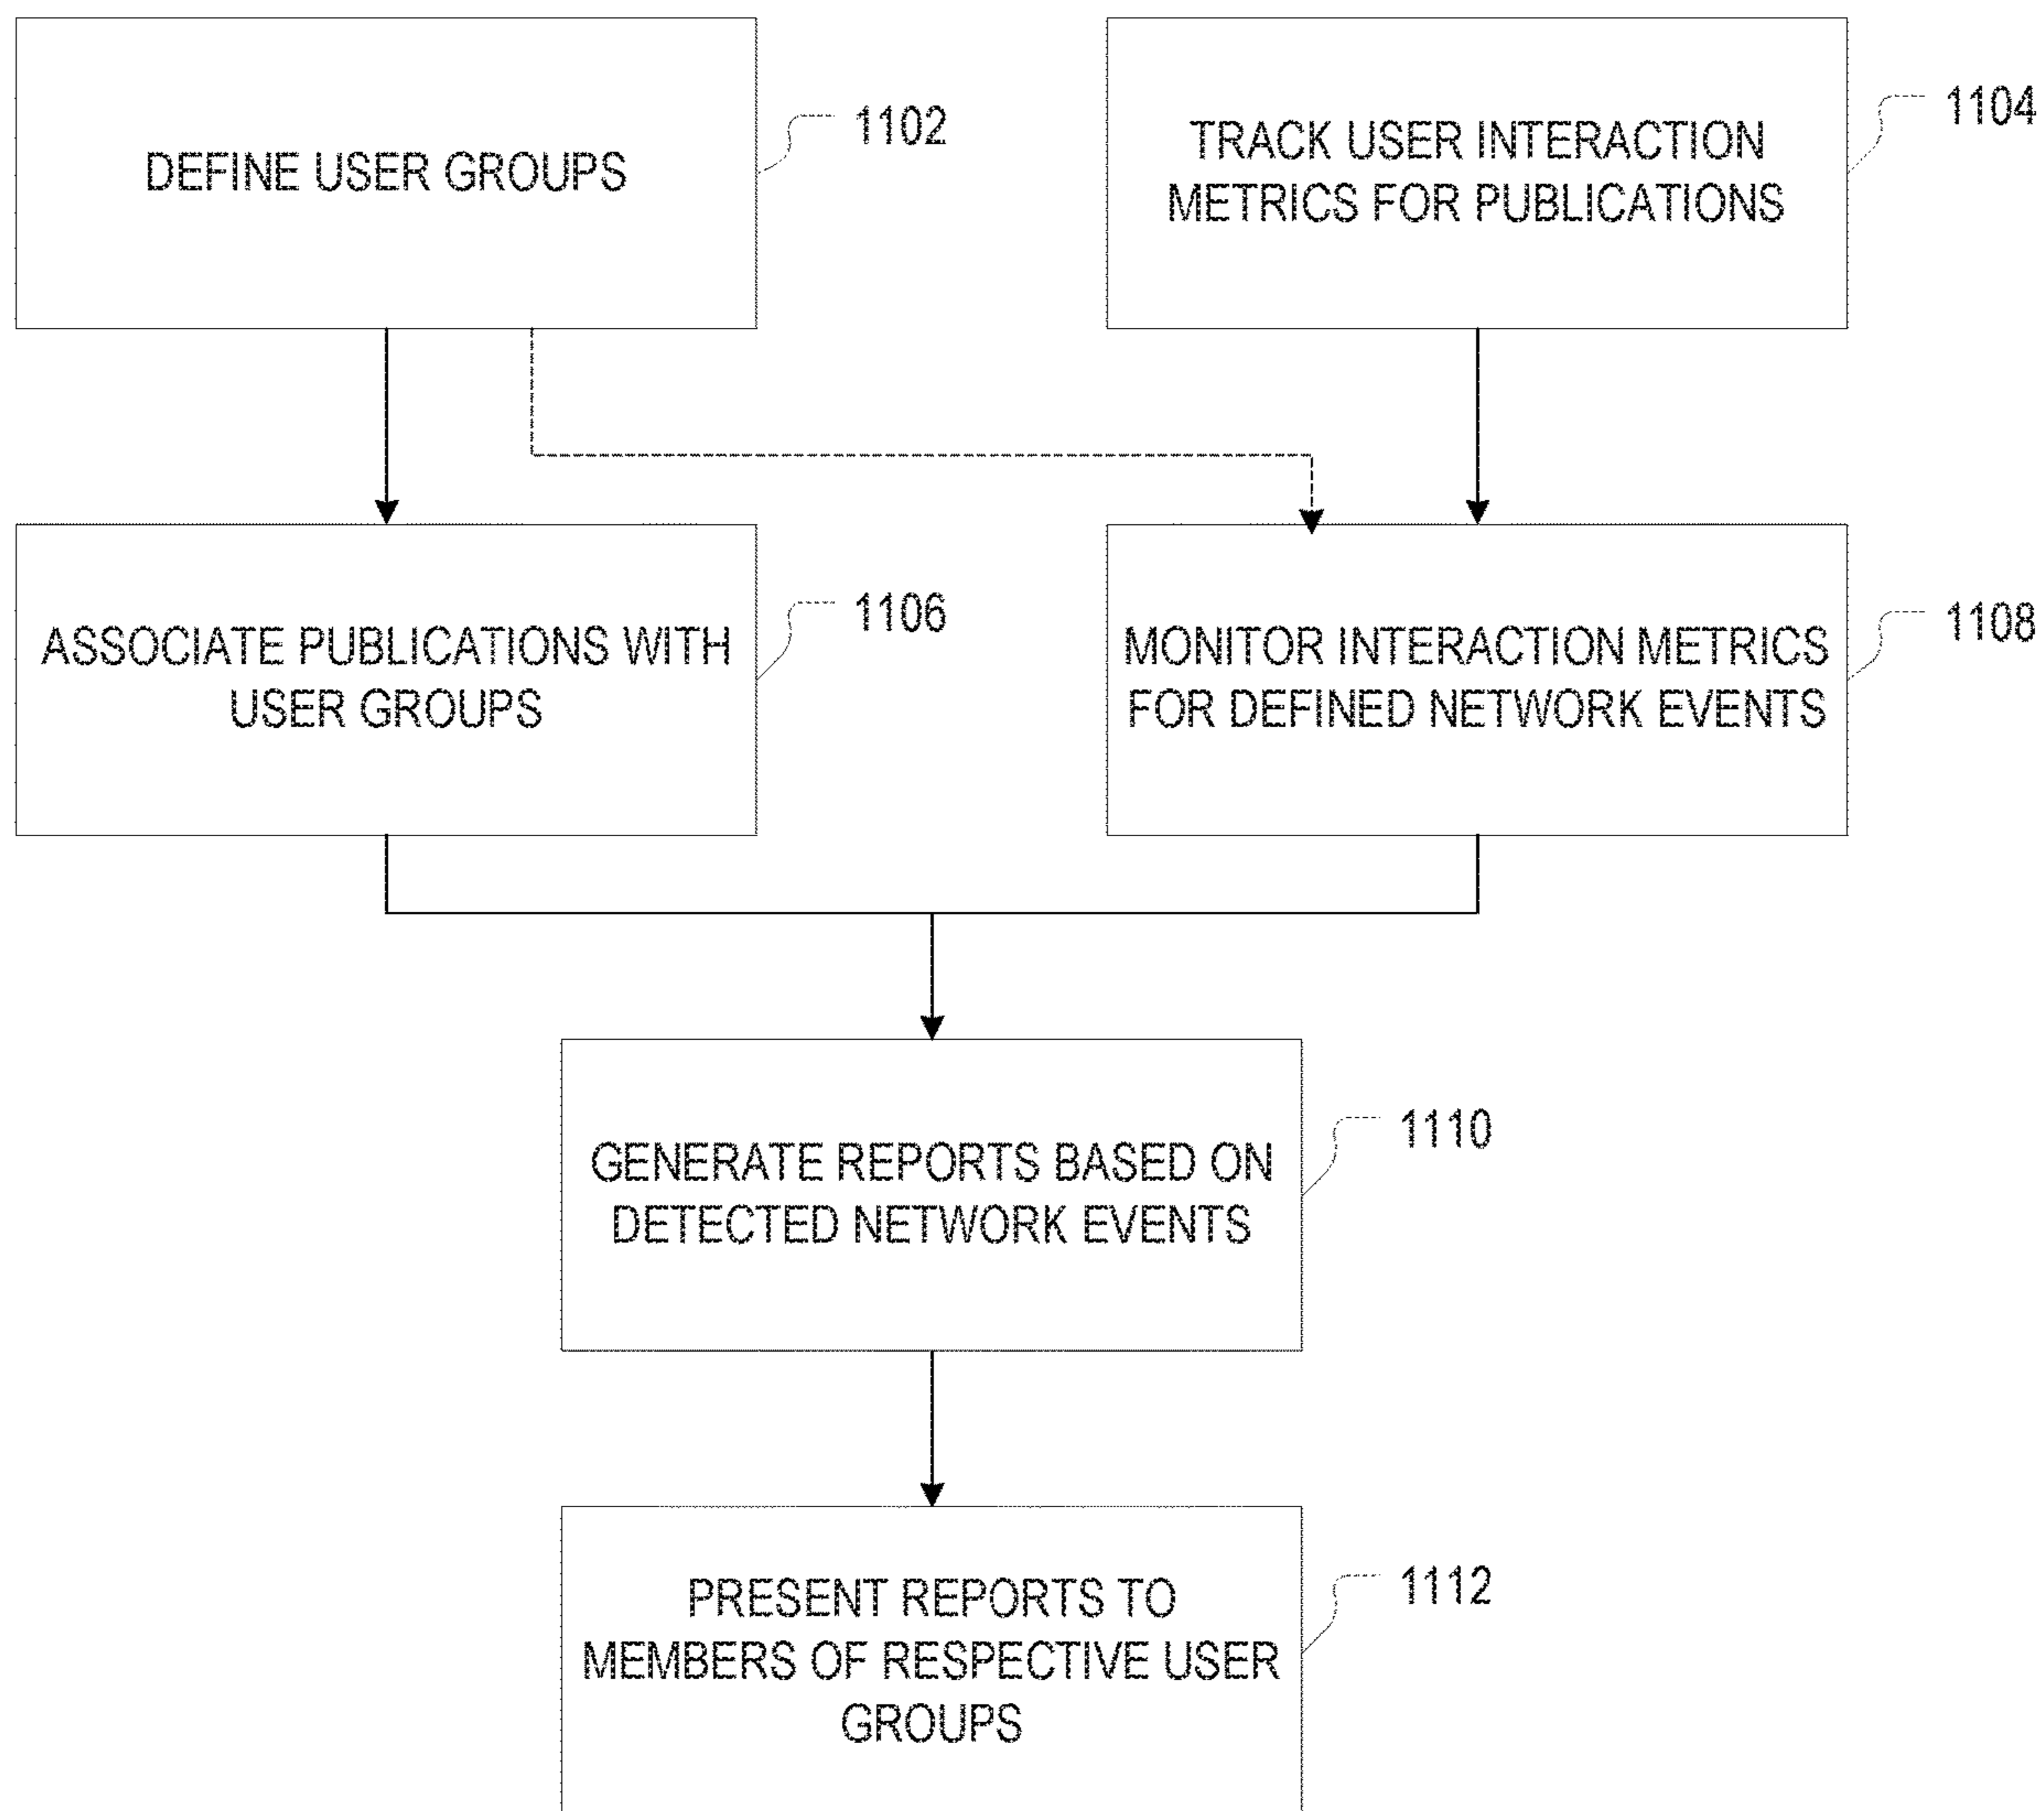 DEFINE USER GROUPS
1102
TRACK USER INTERACTION
METRICS FOR PUBLICATIONS
1104
ASSOCIATE PUBLICATIONS WITH
USER GROUPS
1106
MONITOR INTERACTION METRICS
FOR DEFINED NETWORK EVENTS
1108
GENERATE REPORTS BASED ON
DETECTED NETWORK EVENTS
1110
PRESENT REPORTS TO
MEMBERS OF RESPECTIVE USER
GROUPS
1112